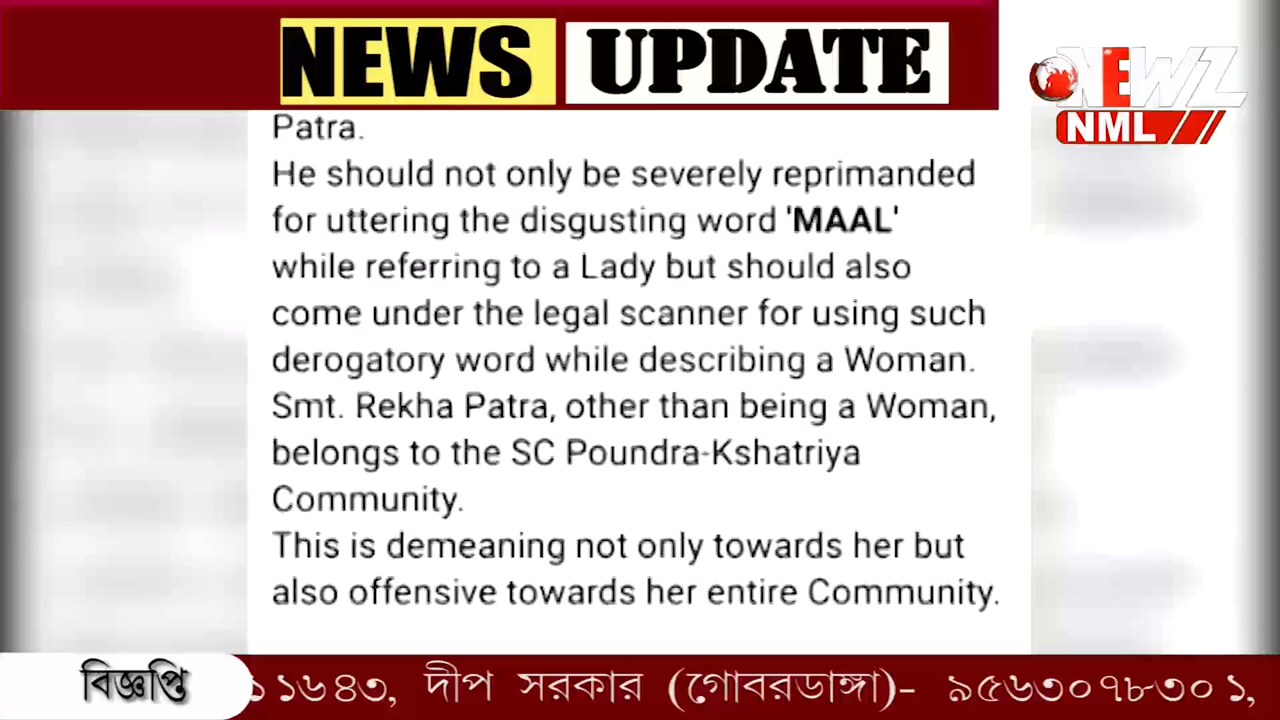 NEWS UPDATE
NEWZ
NML
Patra.
He should not only be severely reprimanded
for uttering the disgusting word 'MAAL'
while referring to a Lady but should also
come under the legal scanner for using such
derogatory word while describing a Woman.
Smt. Rekha Patra, other than being a Woman,
belongs to the SC Poundra-Kshatriya
Community.
This is demeaning not only towards her but
also offensive towards her entire Community.
বিজ্ঞপ্তি ১১৬৪৩, দীপ সরকার (গোবরডাঙ্গা)- ৯৫৬৩০৭৮৩০১,